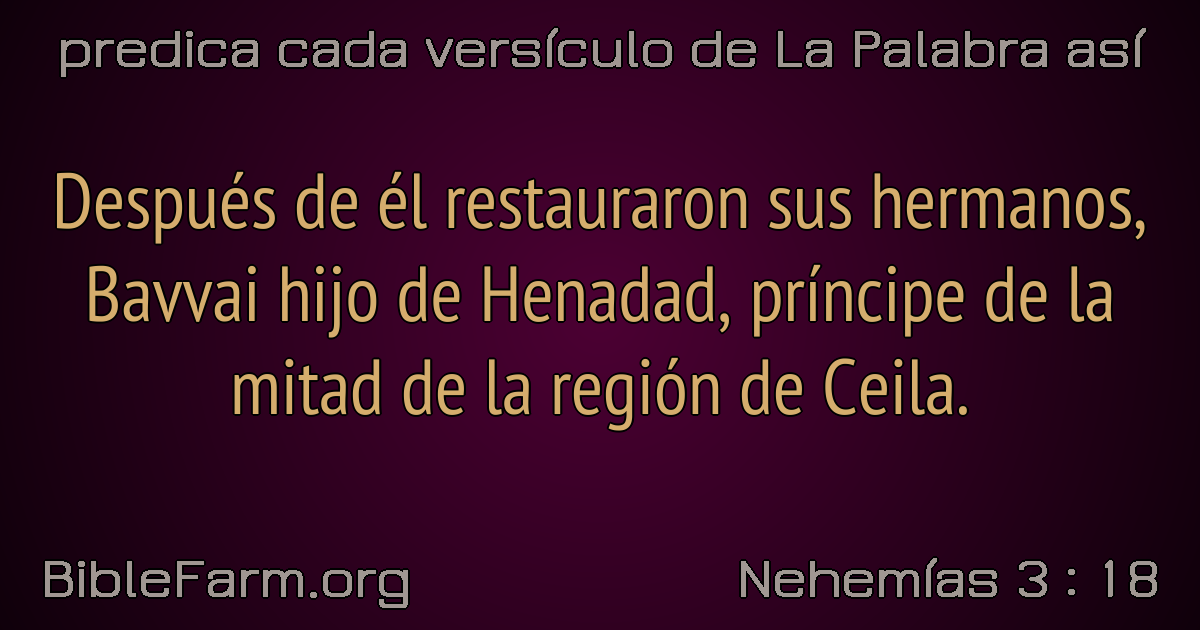 predica cada versículo de La Palabra así
Después de él restauraron sus hermanos,
Bavvai hijo de Henadad, príncipe de la
mitad de la región de Ceila.
BibleFarm.org
Nehemías 3 : 18